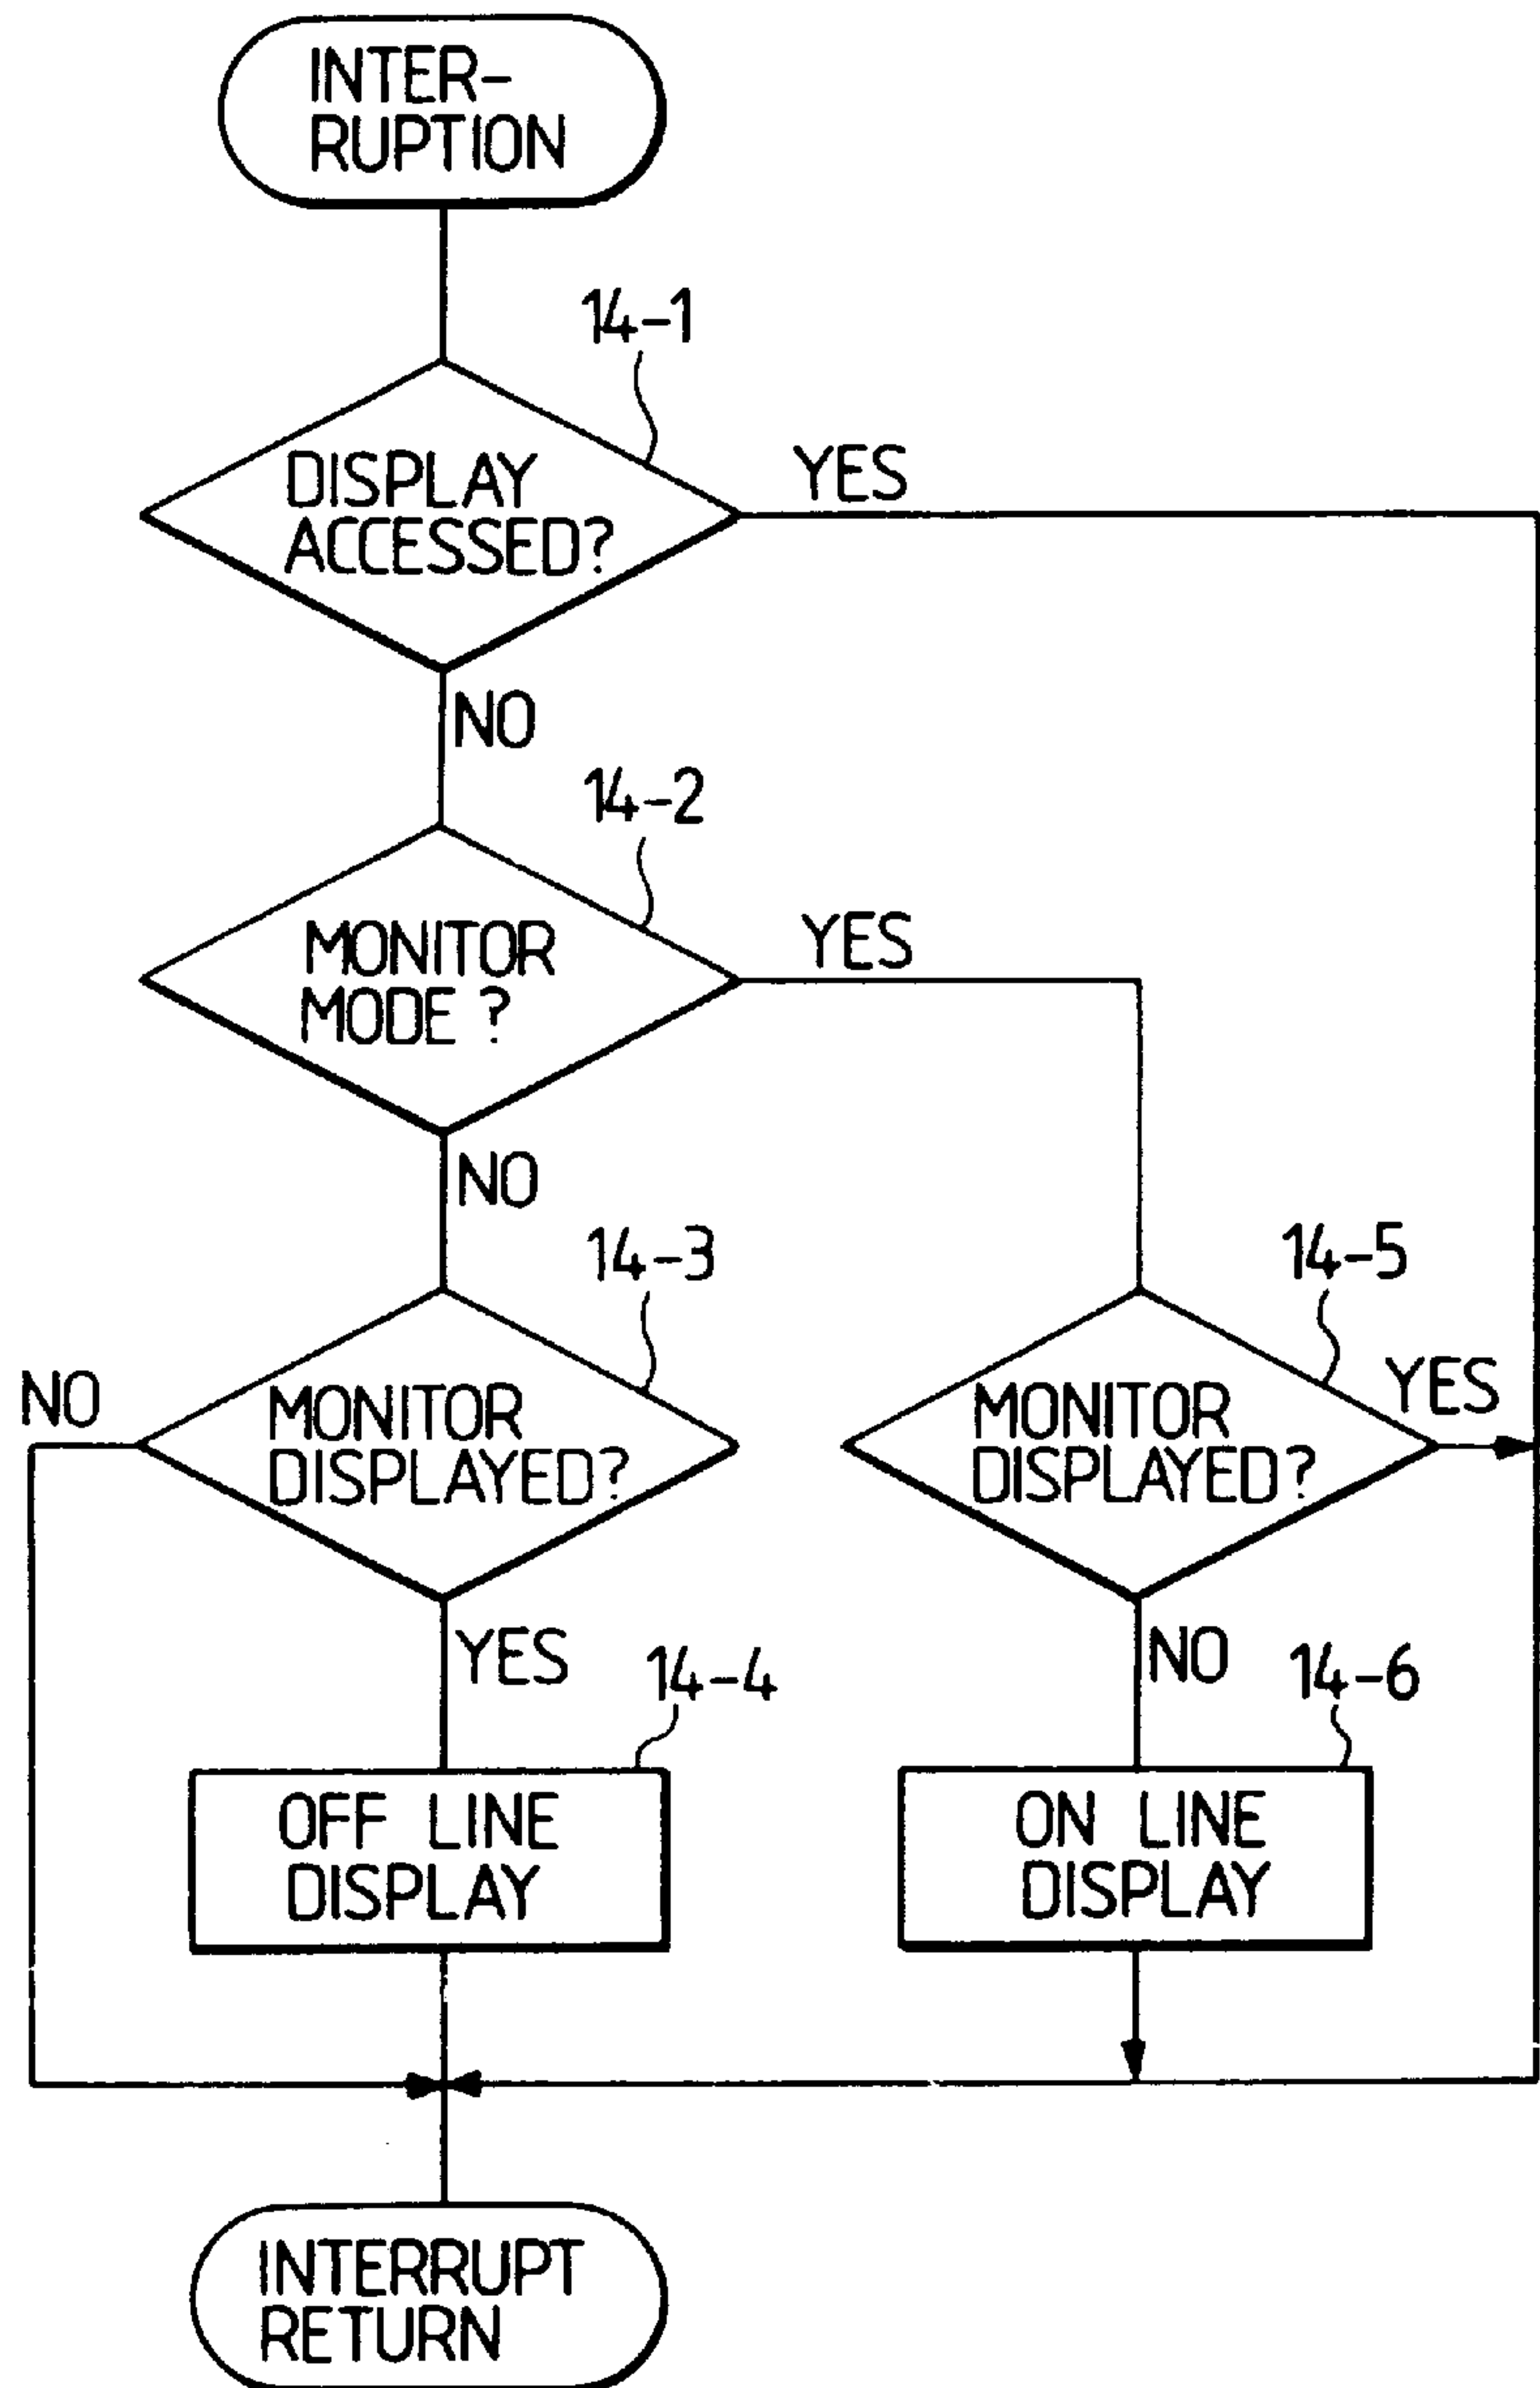 INTER-
RUPTION
14-1
DISPLAY
ACCESSED?
YES
NO
14-2
MONITOR
MODE ?
YES
NO
14-3
MONITOR
DISPLAYED?
NO
YES
14-5
MONITOR
DISPLAYED?
YES
NO
14-4
OFF LINE
DISPLAY
14-6
ON LINE
DISPLAY
INTERRUPT
RETURN